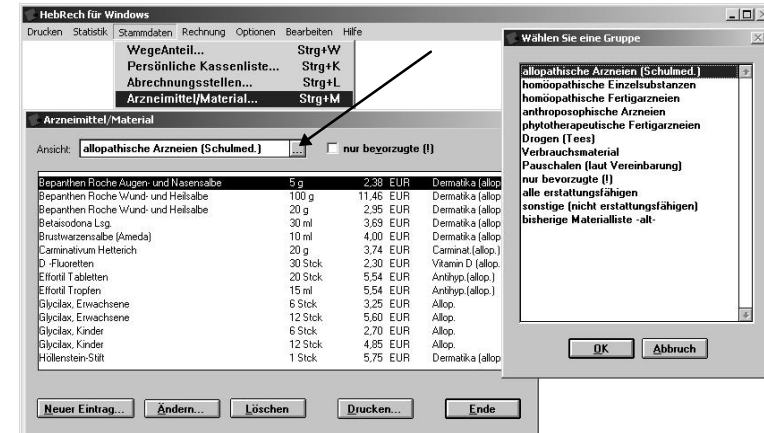 HebRech für Windows
Drucken Statistik Stammdaten Rechnung Optionen Bearbeiten Hilfe
WegeAnteil... Strg+W
Persönliche Kassenliste... Strg+K
Abrechnungsstellen... Strg+L
Arzneimittel/Material... Strg+M
Arzneimittel/Material
Ansicht: allopathische Arzneien (Schulmed.) ... nur bevorzugte (!)
Bepanthen Roche Augen- und Nasensalbe 5 g 2,38 EUR Dermatika (allop
Bepanthen Roche Wund- und Heilsalbe 100 g 11,46 EUR Dermatika (allop
Bepanthen Roche Wund- und Heilsalbe 20 g 2,95 EUR Dermatika (allop
Betaisodona Lsg. 30 ml 3,69 EUR Dermatika (allop
Brustwarzensalbe (Ameda) 10 ml 4,00 EUR Dermatika (allop
Carminativum Hetterich 20 g 3,74 EUR Carminat.(allop.)
D -Fluoretten 30 Stck 2,30 EUR Vitamin D (allop.
Effortil Tabletten 20 Stck 5,54 EUR Antihyp.(allop.)
Effortil Tropfen 15 ml 5,54 EUR Antihyp.(allop.)
Glycilax, Erwachsene 6 Stck 3,25 EUR Allop.
Glycilax, Erwachsene 12 Stck 5,60 EUR Allop.
Glycilax, Kinder 6 Stck 2,70 EUR Allop.
Glycilax, Kinder 12 Stck 4,85 EUR Allop.
Höllenstein-Stift 1 Stck 5,75 EUR Dermatika (allop
Neuer Eintrag... Ändern... Löschen Drucken... Ende
Wählen Sie eine Gruppe
allopathische Arzneien (Schulmed.)
homöopathische Einzelsubstanzen
homöopathische Fertigarzneien
anthroposophische Arzneien
phytotherapeutische Fertigarzneien
Drogen (Tees)
Verbrauchsmaterial
Pauschalen (laut Vereinbarung)
nur bevorzugte (!)
alle erstattungsfähigen
sonstige (nicht erstattungsfähigen)
bisherige Materialliste -alt-
OK Abbruch